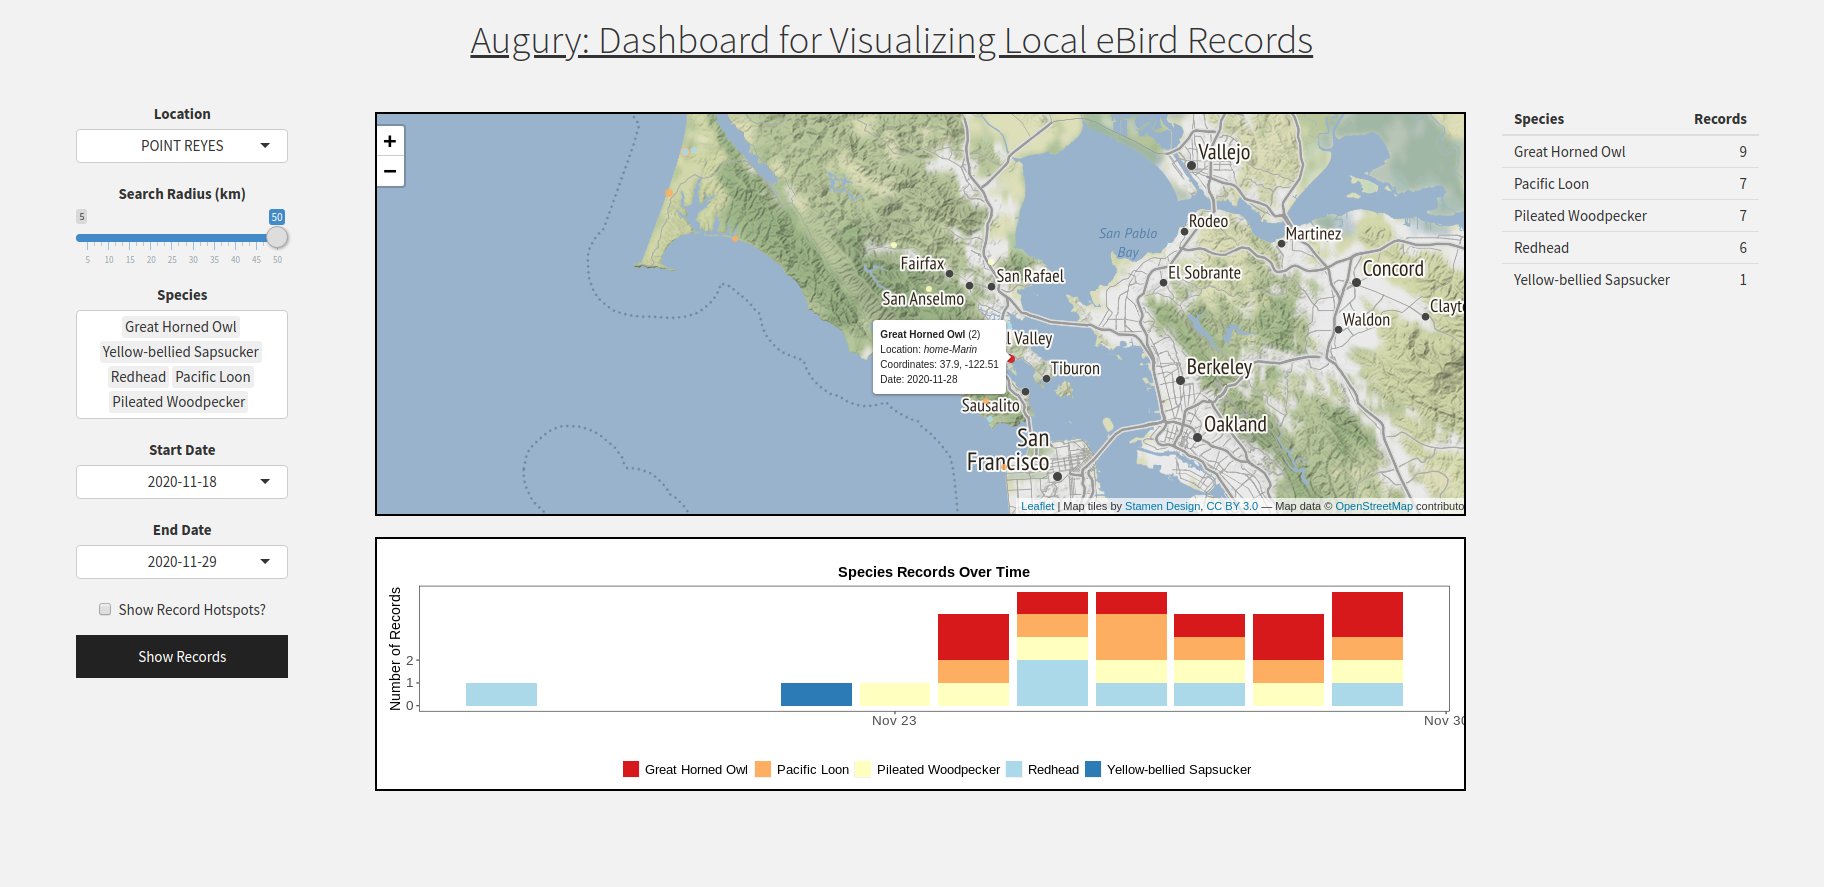 Augury: Dashboard for Visualizing Local eBird Records
Location
POINT REYES
Search Radius (km)
5
50
5 10 15 20 25 30 35 40 45 50
Species
Great Horned Owl
Yellow-bellied Sapsucker
Redhead Pacific Loon
Pileated Woodpecker
Start Date
2020-11-18
End Date
2020-11-29
Show Record Hotspots?
Show Records
+
−
Vallejo
Rodeo
San Pablo
Bay
Martinez
Fairfax
San Rafael
El Sobrante
Concord
San Anselmo
Clayt
Waldon
Great Horned Owl (2)
Location: home-Marin
Coordinates: 37.9, -122.51
Date: 2020-11-28
l Valley
Tiburon
Berkeley
Sausalito
Oakland
San
Francisco
Leaflet | Map tiles by Stamen Design, CC BY 3.0 — Map data © OpenStreetMap contributo
Species Records Over Time
Number of Records
2
1
0
Nov 23
Nov 30
Great Horned Owl Pacific Loon Pileated Woodpecker Redhead Yellow-bellied Sapsucker
Species Records
Great Horned Owl 9
Pacific Loon 7
Pileated Woodpecker 7
Redhead 6
Yellow-bellied Sapsucker 1